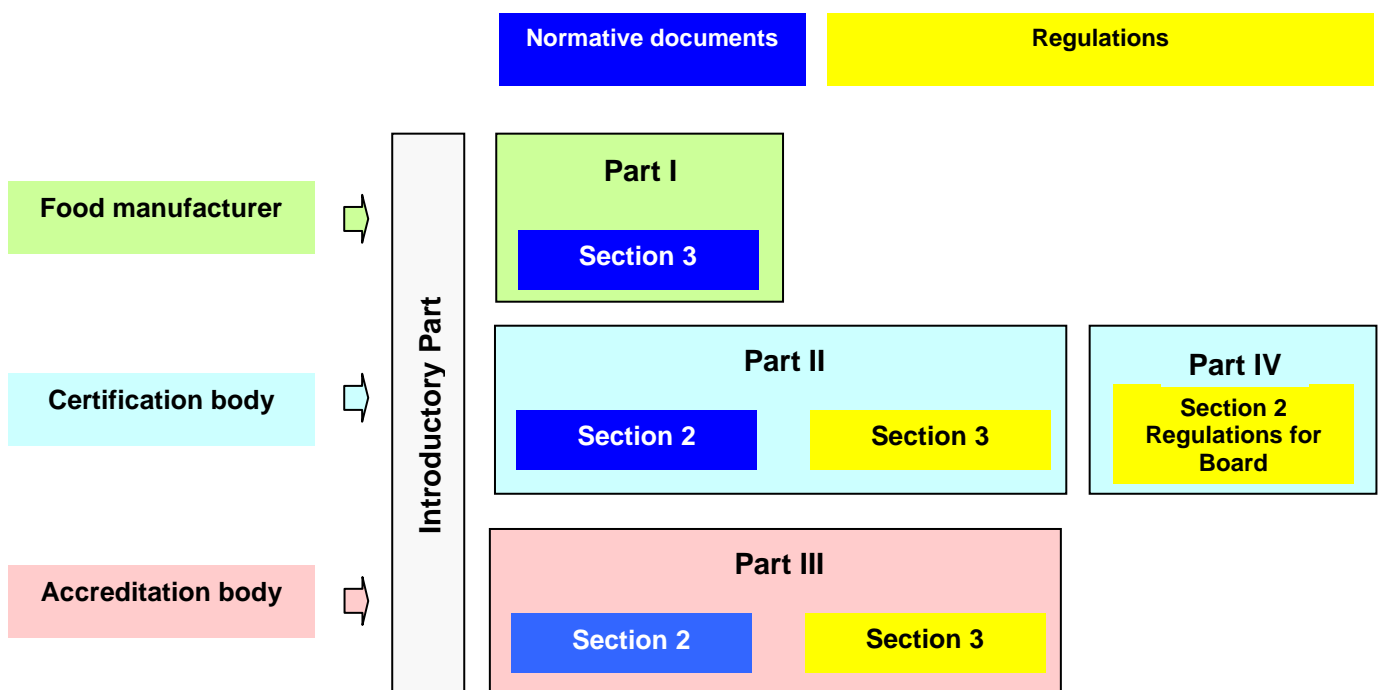 Normative documents
Regulations
Food manufacturer
Introductory Part
Part I
Section 3
Certification body
Part II
Section 2
Section 3
Part IV
Section 2
Regulations for
Board
Accreditation body
Part III
Section 2
Section 3